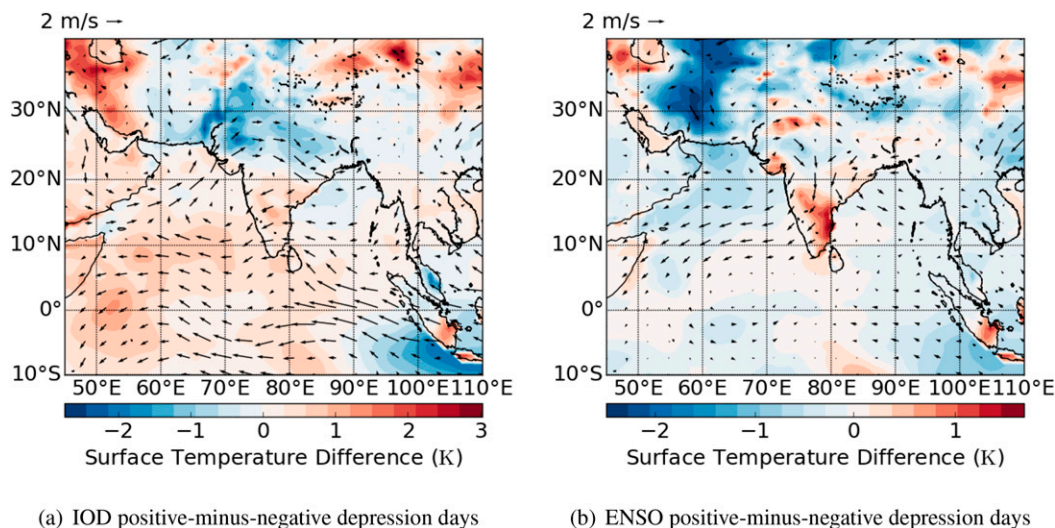 2 m/s
2 m/s
30°N
20°N
10°N
0°
10°S
50°E 60°E 70°E 80°E 90°E 100°E110°E
30°N
20°N
10°N
0°
10°S
50°E 60°E 70°E 80°E 90°E 100°E110°E
−2 −1 0 1 2 3
Surface Temperature Difference (K)
−2 −1 0 1
Surface Temperature Difference (K)
(a) IOD positive-minus-negative depression days
(b) ENSO positive-minus-negative depression days